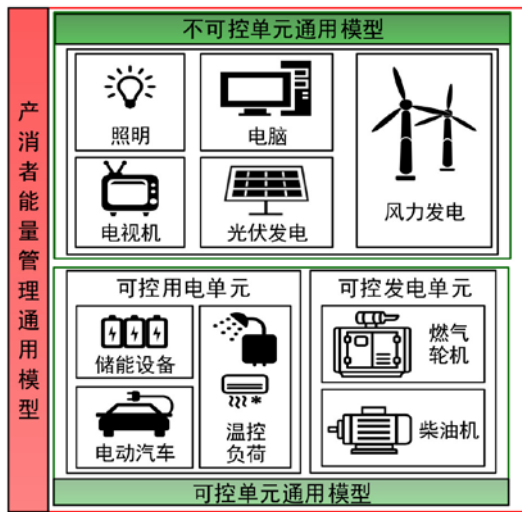 产消者能量管理通用模型
不可控单元通用模型
照明
电脑
电视机
光伏发电
风力发电
可控用电单元
可控发电单元
储能设备
电动汽车
温控
负荷
燃气
轮机
柴油机
可控单元通用模型